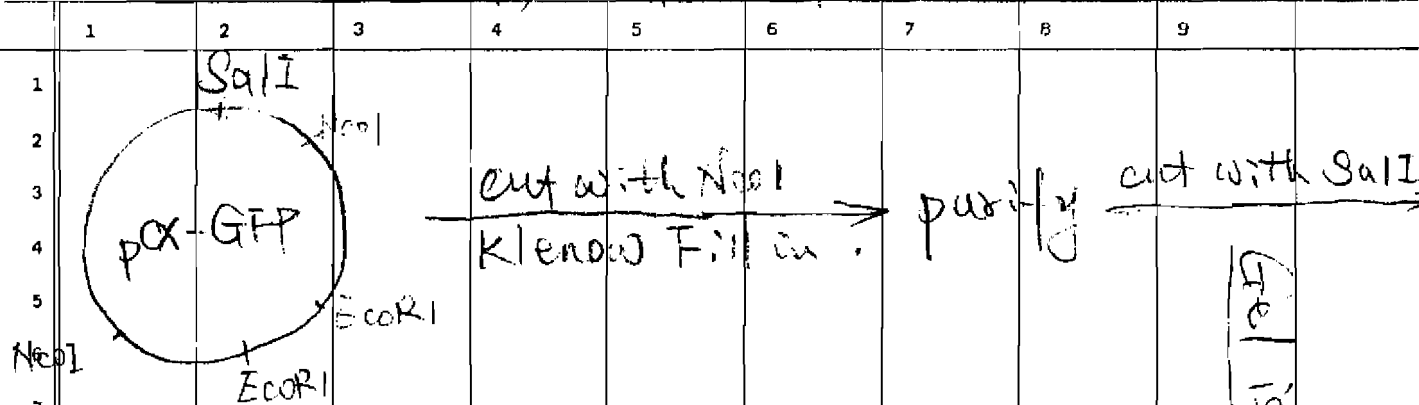 1 2 3 4 5 6 7 8 9
1
SalI
2
NcoI
3
cut with NcoI
purify
cut with SalI
4
pα-GFP
Klenow Fill in.
5
EcoRI
NcoI
EcoRI